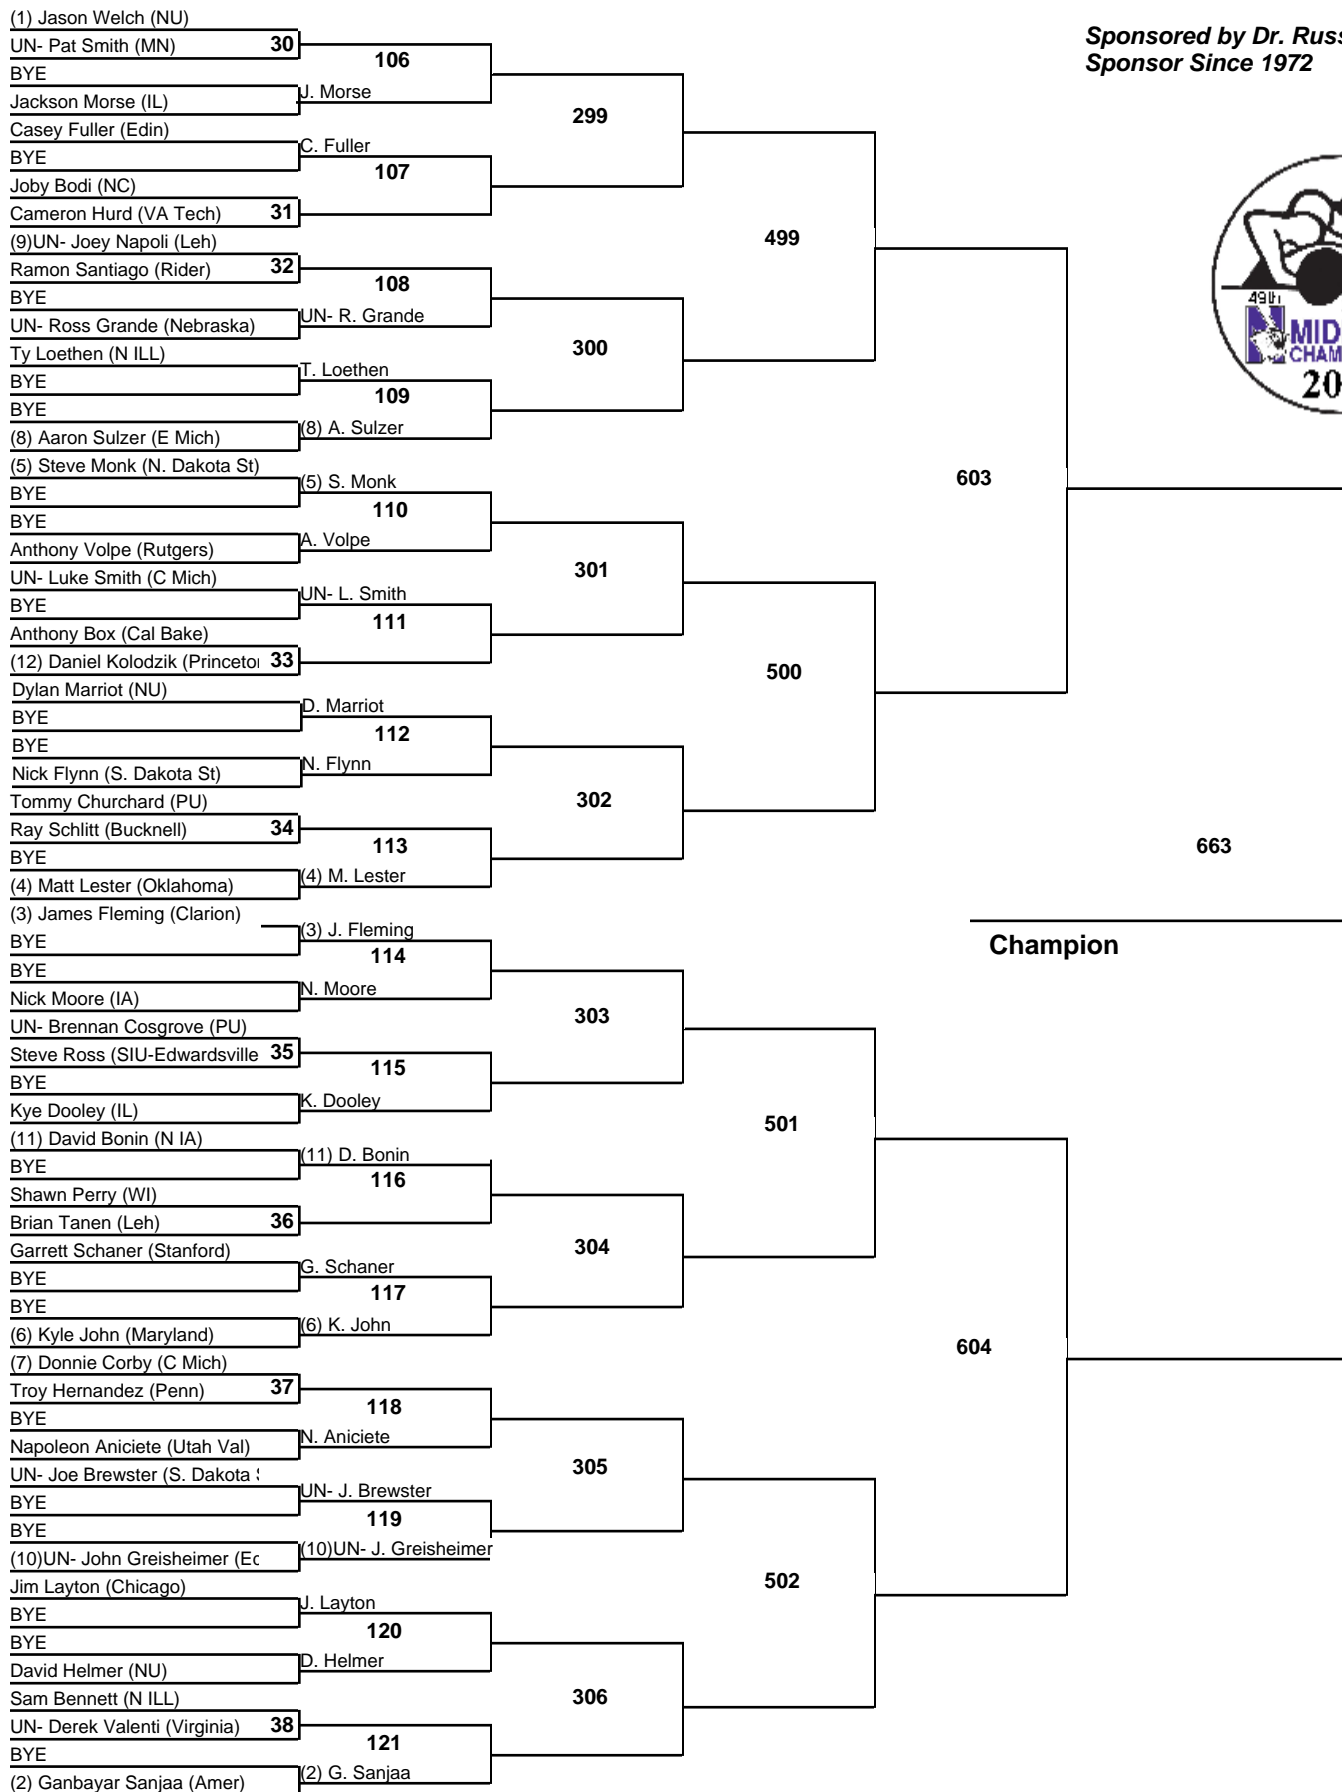 (1) Jason Welch (NU)
UN- Pat Smith (MN) 30
106
BYE
J. Morse
Jackson Morse (IL)
299
Casey Fuller (Edin)
C. Fuller
BYE
107
Joby Bodi (NC)
Cameron Hurd (VA Tech) 31
499
(9)UN- Joey Napoli (Leh)
Ramon Santiago (Rider) 32
108
BYE
UN- R. Grande
UN- Ross Grande (Nebraska)
300
Ty Loethen (N ILL)
T. Loethen
BYE
109
BYE
(8) A. Sulzer
(8) Aaron Sulzer (E Mich)
603
(5) Steve Monk (N. Dakota St)
(5) S. Monk
BYE
110
BYE
A. Volpe
Anthony Volpe (Rutgers)
301
UN- Luke Smith (C Mich)
UN- L. Smith
BYE
111
Anthony Box (Cal Bake)
(12) Daniel Kolodzik 33
500
Dylan Marriot (NU)
D. Marriot
BYE
112
BYE
N. Flynn
Nick Flynn (S. Dakota St)
302
Tommy Churchard (PU)
Ray Schlitt (Bucknell) 34
113
BYE
(4) M. Lester
(4) Matt Lester (Oklahoma)
663
Champion
(3) James Fleming (Clarion)
(3) J. Fleming
BYE
114
BYE
N. Moore
Nick Moore (IA)
303
UN- Brennan Cosgrove (PU)
Steve Ross (SIU-Edwardsville 35
115
BYE
K. Dooley
Kye Dooley (IL)
501
(11) David Bonin (N IA)
(11) D. Bonin
BYE
116
Shawn Perry (WI)
Brian Tanen (Leh) 36
304
Garrett Schaner (Stanford)
G. Schaner
BYE
117
BYE
(6) K. John
(6) Kyle John (Maryland)
604
(7) Donnie Corby (C Mich)
Troy Hernandez (Penn) 37
118
BYE
N. Aniciete
Napoleon Aniciete (Utah Val)
305
UN- Joe Brewster (S. Dakota
UN- J. Brewster
BYE
119
BYE
(10)UN- J. Greisheimer
(10)UN- John Greisheimer
502
Jim Layton (Chicago)
J. Layton
BYE
120
BYE
D. Helmer
David Helmer (NU)
306
Sam Bennett (N ILL)
UN- Derek Valenti (Virginia) 38
121
BYE
(2) G. Sanjaa
(2) Ganbayar Sanjaa (Amer)
Sponsored by Dr. Russ
Sponsor Since 1972
49th
N
MID
CHAM
20